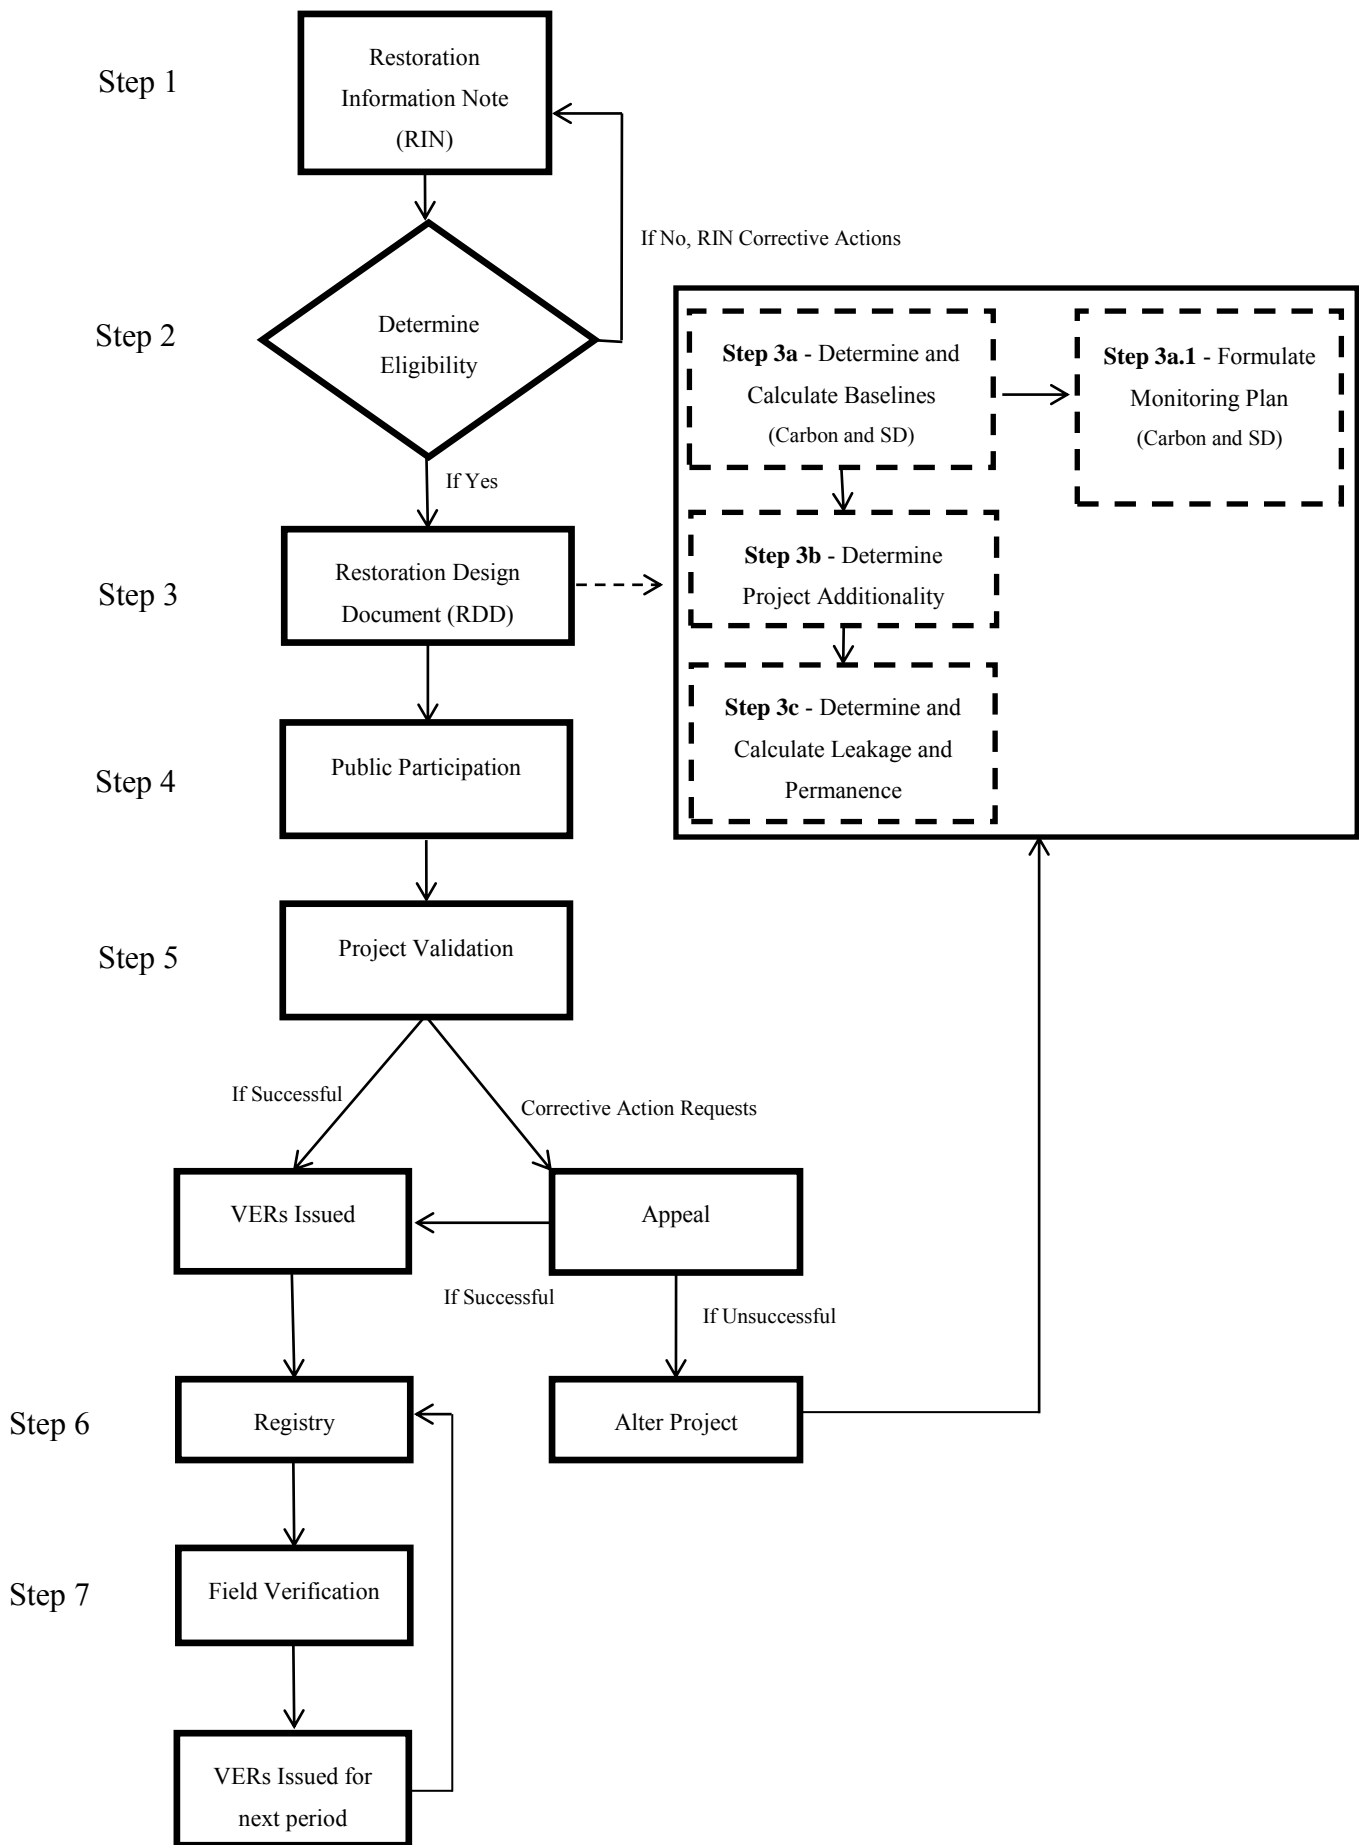 Step 1
Restoration
Information Note
(RIN)
If No, RIN Corrective Actions
Step 2
Determine
Eligibility
If Yes
Step 3a - Determine and
Calculate Baselines
(Carbon and SD)
Step 3a.1 - Formulate
Monitoring Plan
(Carbon and SD)
Step 3b - Determine
Project Additionality
Step 3c - Determine and
Calculate Leakage and
Permanence
Step 3
Restoration Design
Document (RDD)
Step 4
Public Participation
Step 5
Project Validation
If Successful
Corrective Action Requests
VERs Issued
Appeal
If Successful
If Unsuccessful
Step 6
Registry
Alter Project
Step 7
Field Verification
VERs Issued for
next period